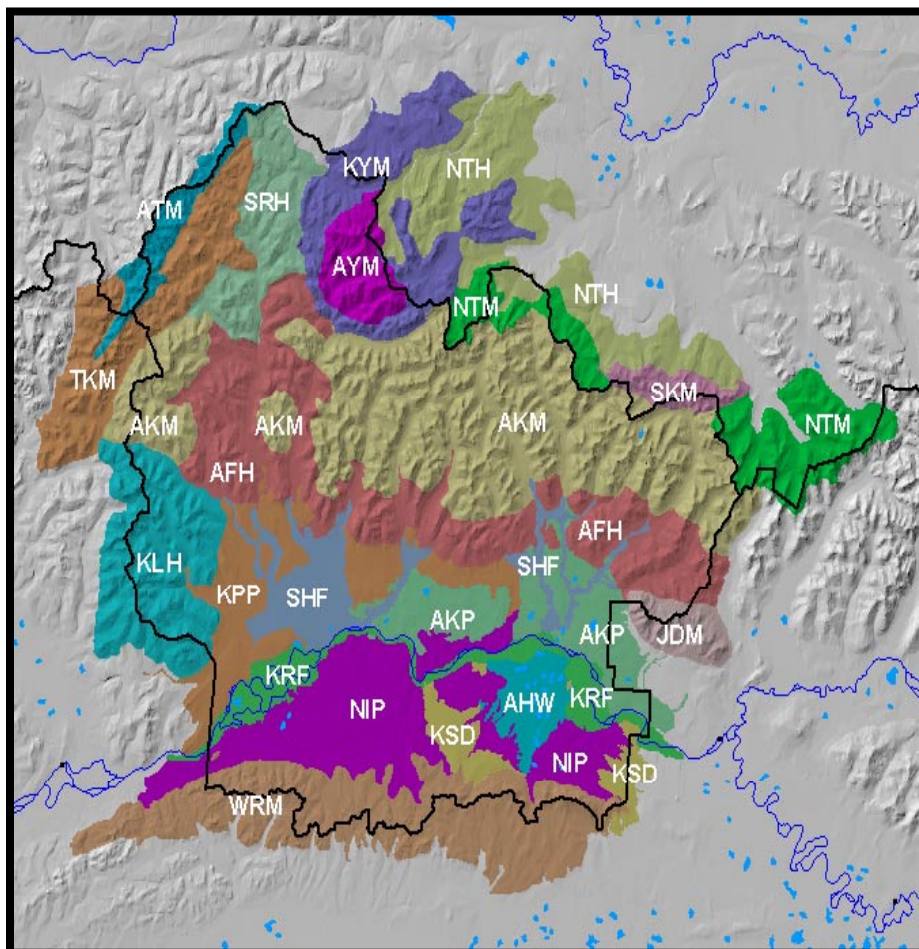 KYM
NTH
ATM
SRH
AYM
NTM
NTH
TKM
SKM
AKM
AKM
AKM
NTM
AFH
AFH
KLH
SHF
KPP
SHF
AKP
AKP
JDM
KRF
AHW
KRF
NIP
KSD
NIP
KSD
WRM